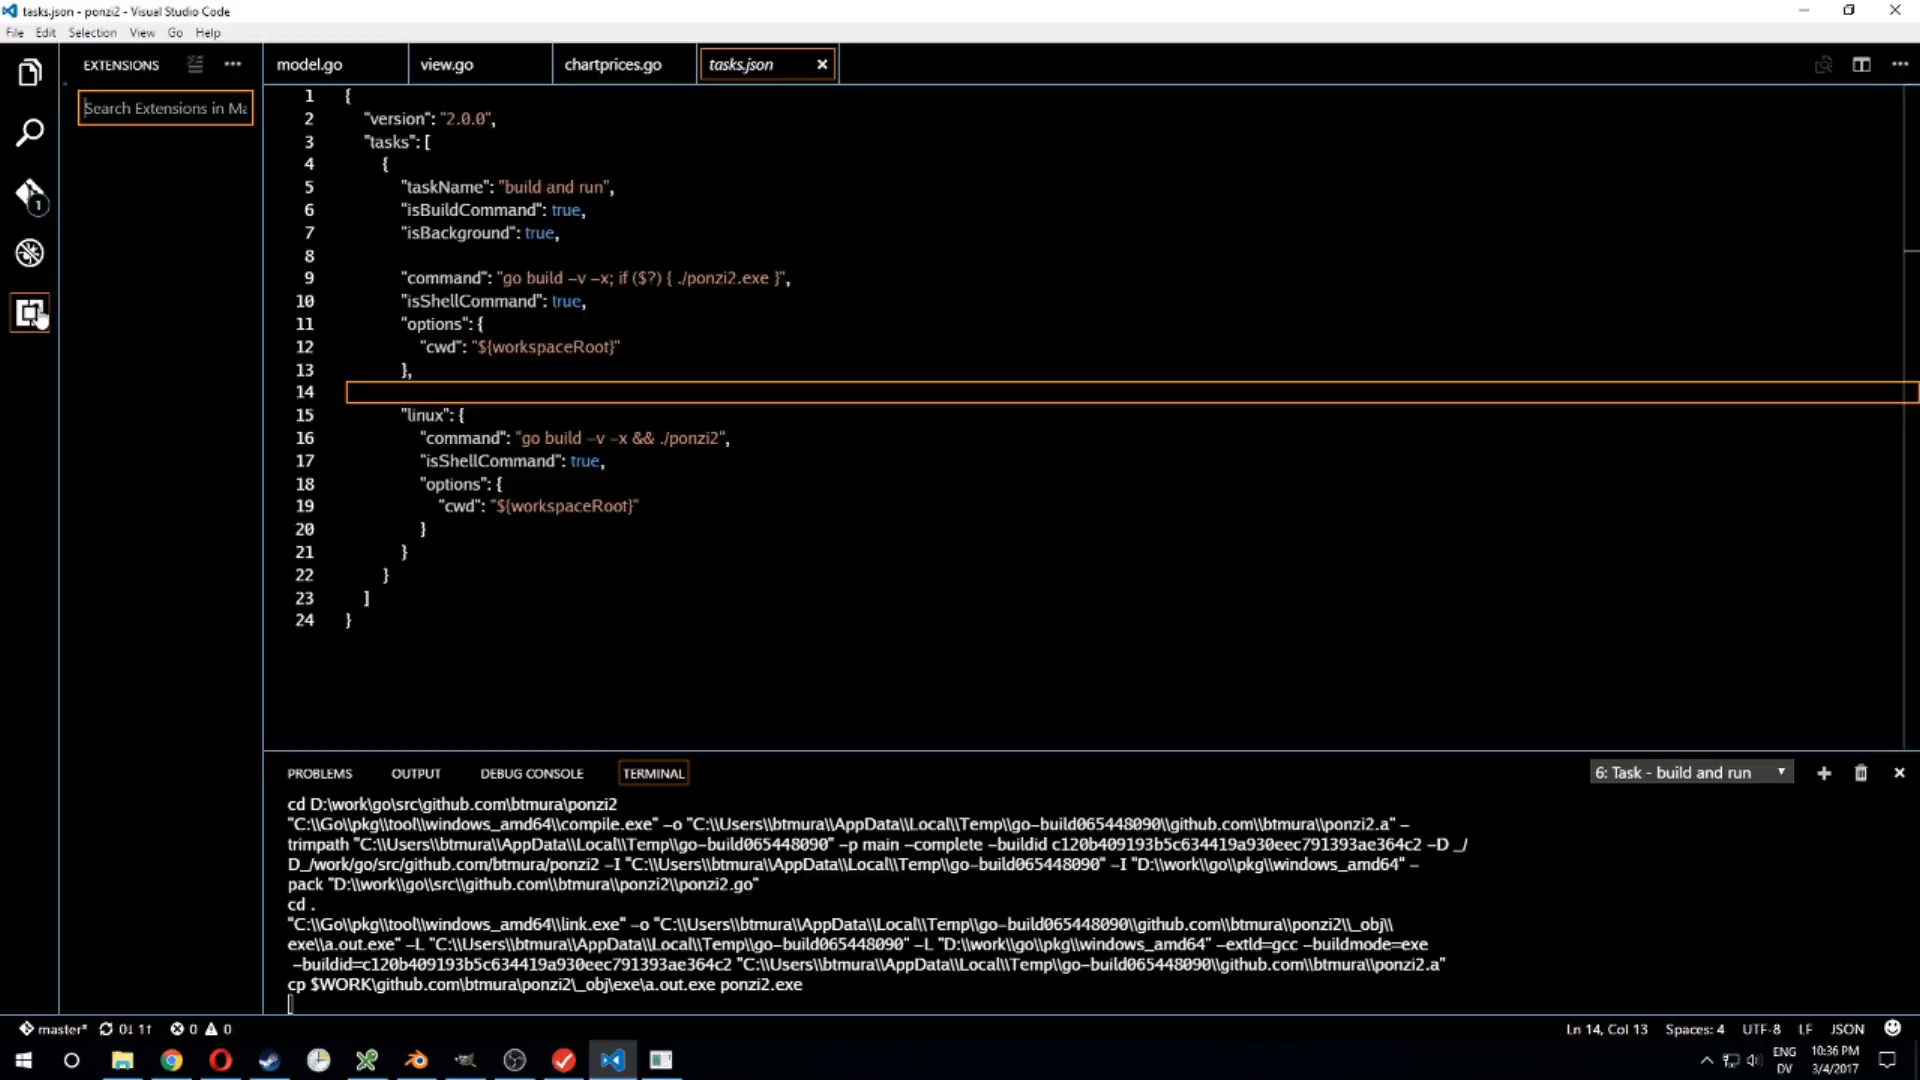 tasks.json - ponzi2 - Visual Studio Code
File Edit Selection View Go Help
EXTENSIONS
Search Extensions in Ma
model.go view.go chartprices.go tasks.json
1 {
2 "version": "2.0.0",
3 "tasks": [
4 {
5 "taskName": "build and run",
6 "isBuildCommand": true,
7 "isBackground": true,
8
9 "command": "go build -v -x; if ($?) { ./ponzi2.exe }",
10 "isShellCommand": true,
11 "options": {
12 "cwd": "${workspaceRoot}"
13 },
14
15 "linux": {
16 "command": "go build -v -x && ./ponzi2",
17 "isShellCommand": true,
18 "options": {
19 "cwd": "${workspaceRoot}"
20 }
21 }
22 }
23 ]
24 }
PROBLEMS OUTPUT DEBUG CONSOLE TERMINAL 6: Task - build and run
cd D:\work\go\src\github.com\btmura\ponzi2
"C:\\Go\\pkg\\tool\\windows_amd64\\compile.exe" -o "C:\\Users\\btmura\\AppData\\Local\\Temp\\go-build065448090\\github.com\\btmura\\ponzi2.a" -
trimpath "C:\\Users\\btmura\\AppData\\Local\\Temp\\go-build065448090" -p main -complete -buildid c120b409193b5c634419a930eec791393ae364c2 -D _/
D_/work/go/src/github.com/btmura/ponzi2 -I "C:\\Users\\btmura\\AppData\\Local\\Temp\\go-build065448090" -I "D:\\work\\go\\pkg\\windows_amd64" -
pack "D:\\work\\go\\src\\github.com\\btmura\\ponzi2\\ponzi2.go"
cd .
"C:\\Go\\pkg\\tool\\windows_amd64\\link.exe" -o "C:\\Users\\btmura\\AppData\\Local\\Temp\\go-build065448090\\github.com\\btmura\\ponzi2\\_obj\\
exe\\a.out.exe" -L "C:\\Users\\btmura\\AppData\\Local\\Temp\\go-build065448090" -L "D:\\work\\go\\pkg\\windows_amd64" -extld=gcc -buildmode=exe
-buildid=c120b409193b5c634419a930eec791393ae364c2 "C:\\Users\\btmura\\AppData\\Local\\Temp\\go-build065448090\\github.com\\btmura\\ponzi2.a"
cp $WORK\github.com\btmura\ponzi2\_obj\exe\a.out.exe ponzi2.exe
master* 0↓ 1↑ 0 0 Ln 14, Col 13 Spaces: 4 UTF-8 LF JSON
ENG 10:36 PM
DV 3/4/2017